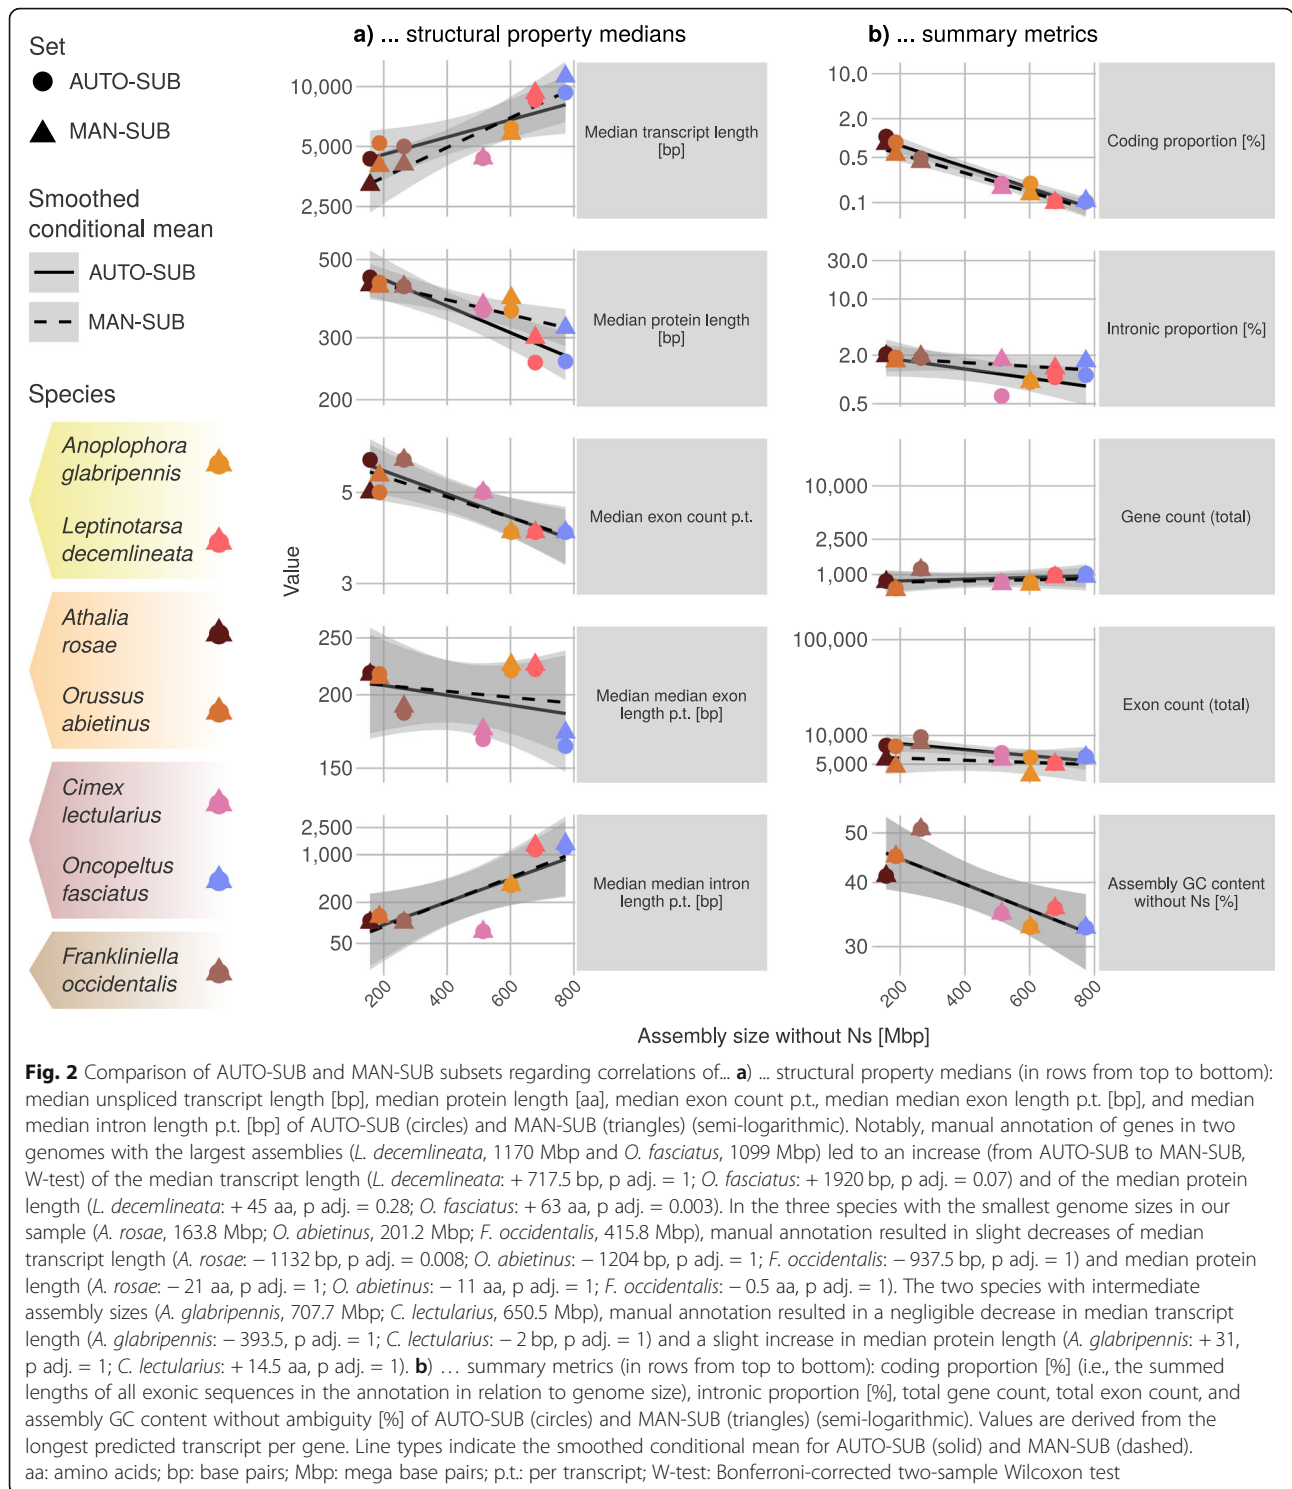 Set
AUTO-SUB
MAN-SUB
Smoothed
conditional mean
AUTO-SUB
MAN-SUB
Species
Anoplophora
glabripennis
Leptinotarsa
decemlineata
Athalia
rosae
Orussus
abietinus
Cimex
lectularius
Oncopeltus
fasciatus
Frankliniella
occidentalis
a) ... structural property medians
Value
10,000
5,000
2,500
Median transcript length
[bp]
500
300
200
Median protein length
[bp]
5
3
Median exon count p.t.
250
200
150
Median median exon
length p.t. [bp]
2,500
1,000
200
50
Median median intron
length p.t. [bp]
200
400
600
800
b) ... summary metrics
10.0
2.0
0.5
0.1
Coding proportion [%]
30.0
10.0
2.0
0.5
Intronic proportion [%]
10,000
2,500
1,000
Gene count (total)
100,000
10,000
5,000
Exon count (total)
50
40
30
Assembly GC content
without Ns [%]
200
400
600
800
Assembly size without Ns [Mbp]
Fig. 2 Comparison of AUTO-SUB and MAN-SUB subsets regarding correlations of... a) ... structural property medians (in rows from top to bottom):
median unspliced transcript length [bp], median protein length [aa], median exon count p.t., median median exon length p.t. [bp], and median
median intron length p.t. [bp] of AUTO-SUB (circles) and MAN-SUB (triangles) (semi-logarithmic). Notably, manual annotation of genes in two
genomes with the largest assemblies (L. decemlineata, 1170 Mbp and O. fasciatus, 1099 Mbp) led to an increase (from AUTO-SUB to MAN-SUB,
W-test) of the median transcript length (L. decemlineata: + 717.5 bp, p adj. = 1; O. fasciatus: + 1920 bp, p adj. = 0.07) and of the median protein
length (L. decemlineata: + 45 aa, p adj. = 0.28; O. fasciatus: + 63 aa, p adj. = 0.003). In the three species with the smallest genome sizes in our
sample (A. rosae, 163.8 Mbp; O. abietinus, 201.2 Mbp; F. occidentalis, 415.8 Mbp), manual annotation resulted in slight decreases of median
transcript length (A. rosae: − 1132 bp, p adj. = 0.008; O. abietinus: − 1204 bp, p adj. = 1; F. occidentalis: − 937.5 bp, p adj. = 1) and median protein
length (A. rosae: − 21 aa, p adj. = 1; O. abietinus: − 11 aa, p adj. = 1; F. occidentalis: − 0.5 aa, p adj. = 1). The two species with intermediate
assembly sizes (A. glabripennis, 707.7 Mbp; C. lectularius, 650.5 Mbp), manual annotation resulted in a negligible decrease in median transcript
length (A. glabripennis: − 393.5, p adj. = 1; C. lectularius: − 2 bp, p adj. = 1) and a slight increase in median protein length (A. glabripennis: + 31,
p adj. = 1; C. lectularius: + 14.5 aa, p adj. = 1). b) … summary metrics (in rows from top to bottom): coding proportion [%] (i.e., the summed
lengths of all exonic sequences in the annotation in relation to genome size), intronic proportion [%], total gene count, total exon count, and
assembly GC content without ambiguity [%] of AUTO-SUB (circles) and MAN-SUB (triangles) (semi-logarithmic). Values are derived from the
longest predicted transcript per gene. Line types indicate the smoothed conditional mean for AUTO-SUB (solid) and MAN-SUB (dashed).
aa: amino acids; bp: base pairs; Mbp: mega base pairs; p.t.: per transcript; W-test: Bonferroni-corrected two-sample Wilcoxon test